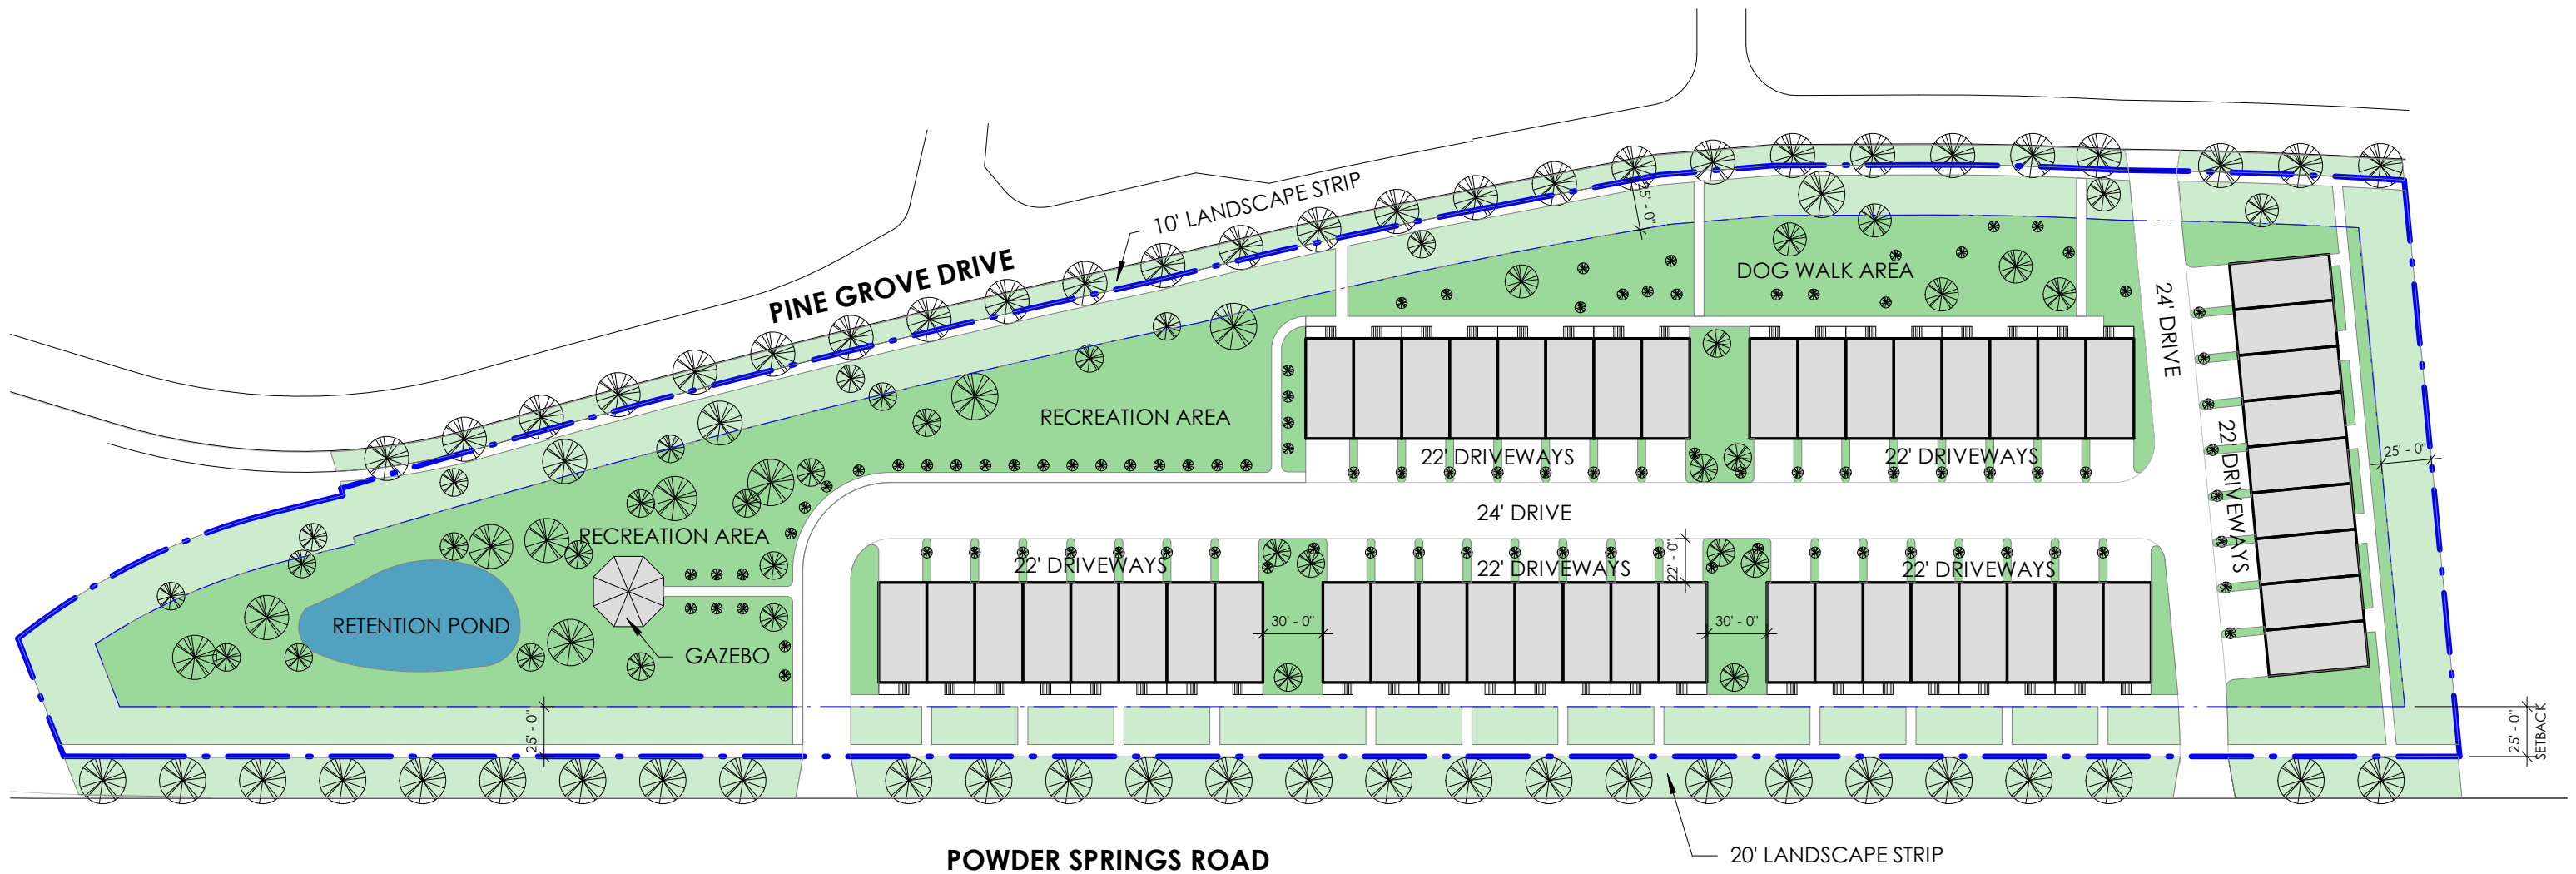 10' LANDSCAPE STRIP
25' - 0"
PINE GROVE DRIVE
DOG WALK AREA
24' DRIVE
RECREATION AREA
22' DRIVEWAYS
22' DRIVEWAYS
22' DRIVEWAYS
25' - 0"
24' DRIVE
RECREATION AREA
22' DRIVEWAYS
22' DRIVEWAYS
22' - 0"
22' DRIVEWAYS
RETENTION POND
GAZEBO
30' - 0"
30' - 0"
25' - 0"
25' - 0"
SETBACK
POWDER SPRINGS ROAD
20' LANDSCAPE STRIP